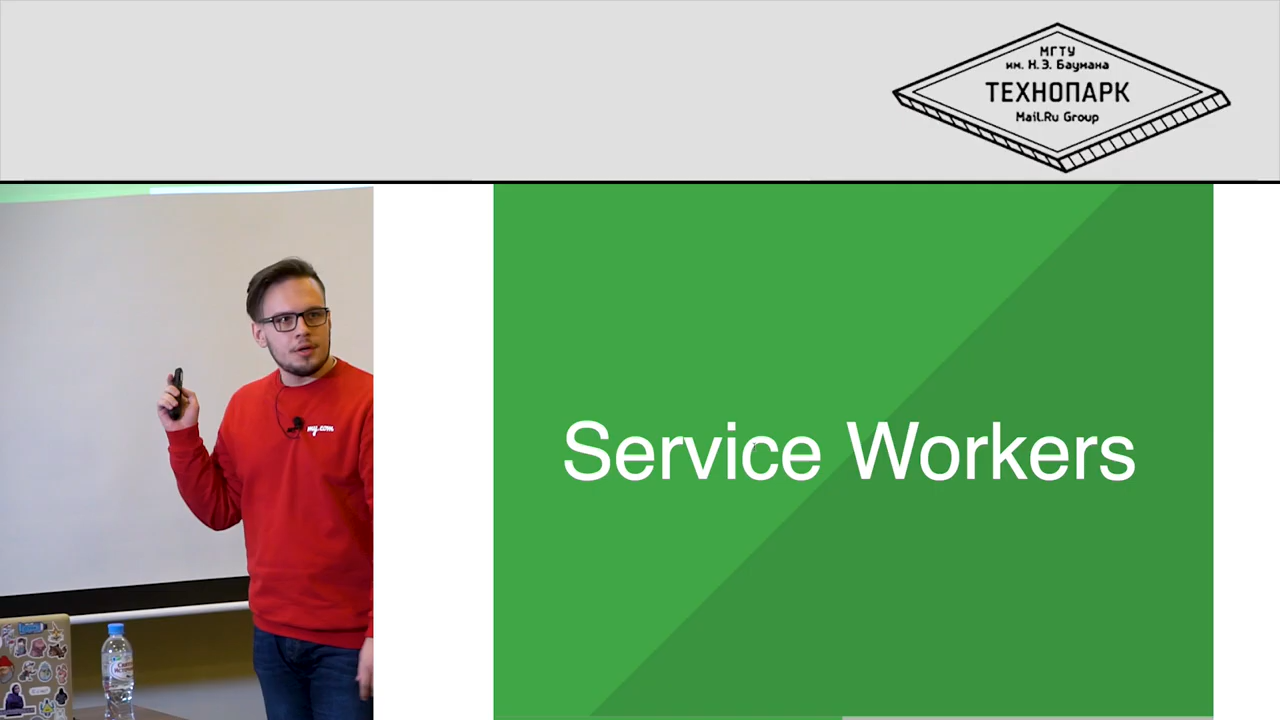 МГТУ
им. Н.Э. Баумана
ТЕХНОПАРК
Mail.Ru Group
my.com
Service Workers